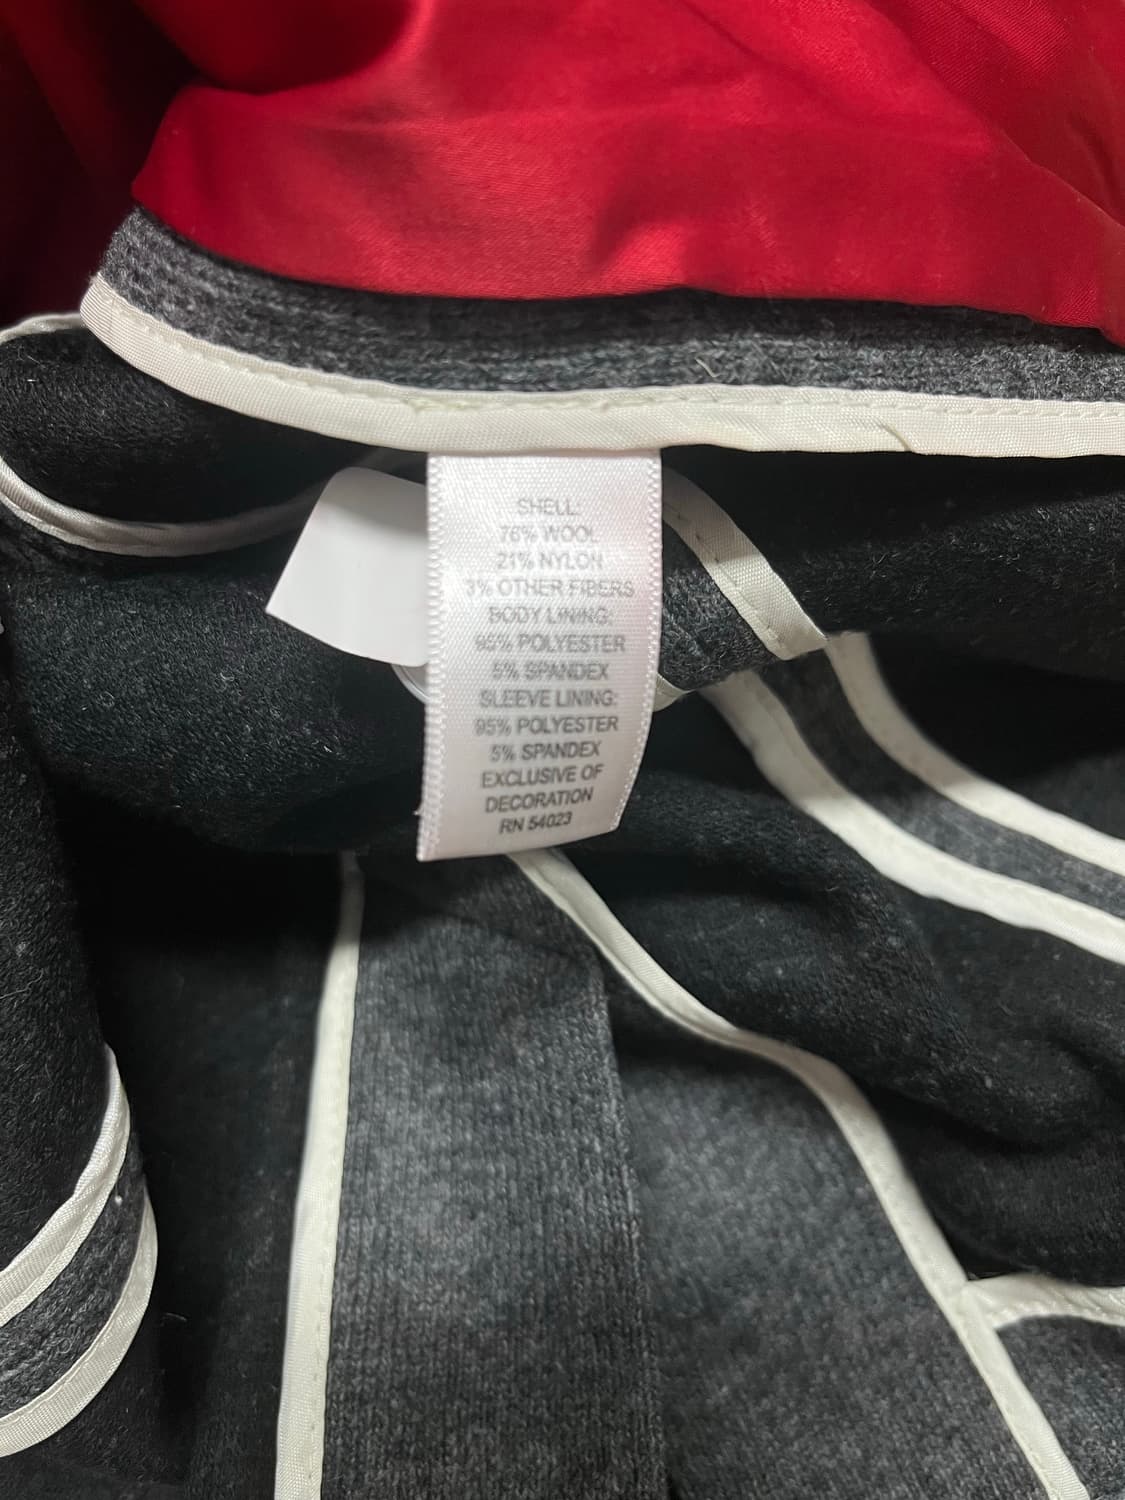 SHELL:
76% WOOL
21% NYLON
3% OTHER FIBERS
BODY LINING:
95% POLYESTER
5% SPANDEX
SLEEVE LINING:
95% POLYESTER
5% SPANDEX
EXCLUSIVE OF
DECORATION
RN 54023